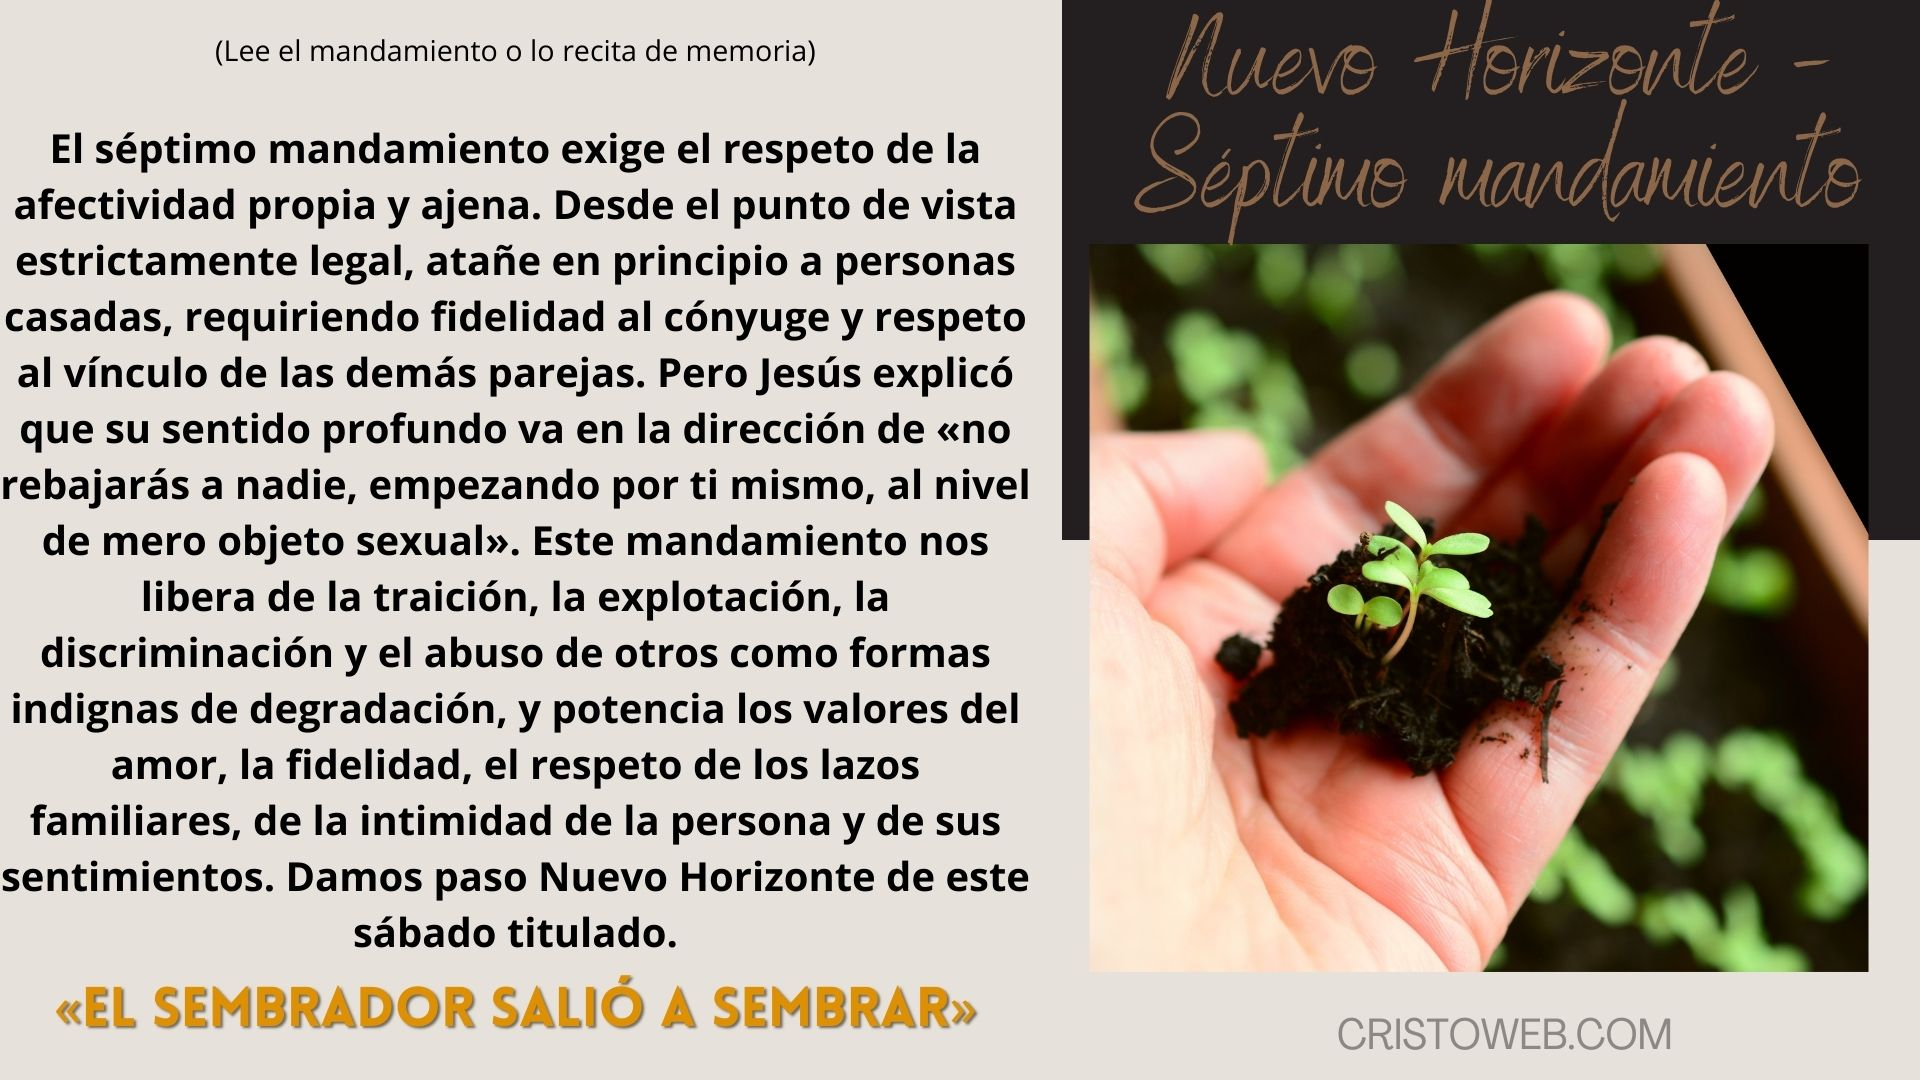 (Lee el mandamiento o lo recita de memoria)
El séptimo mandamiento exige el respeto de la
afectividad propia y ajena. Desde el punto de vista
estrictamente legal, atañe en principio a personas
casadas, requiriendo fidelidad al cónyuge y respeto
al vínculo de las demás parejas. Pero Jesús explicó
que su sentido profundo va en la dirección de «no
rebajarás a nadie, empezando por ti mismo, al nivel
de mero objeto sexual». Este mandamiento nos
libera de la traición, la explotación, la
discriminación y el abuso de otros como formas
indignas de degradación, y potencia los valores del
amor, la fidelidad, el respeto de los lazos
familiares, de la intimidad de la persona y de sus
sentimientos. Damos paso Nuevo Horizonte de este
sábado titulado.
«EL SEMBRADOR SALIÓ A SEMBRAR»
Nuevo Horizonte -
Séptimo mandamiento
CRISTOWEB.COM